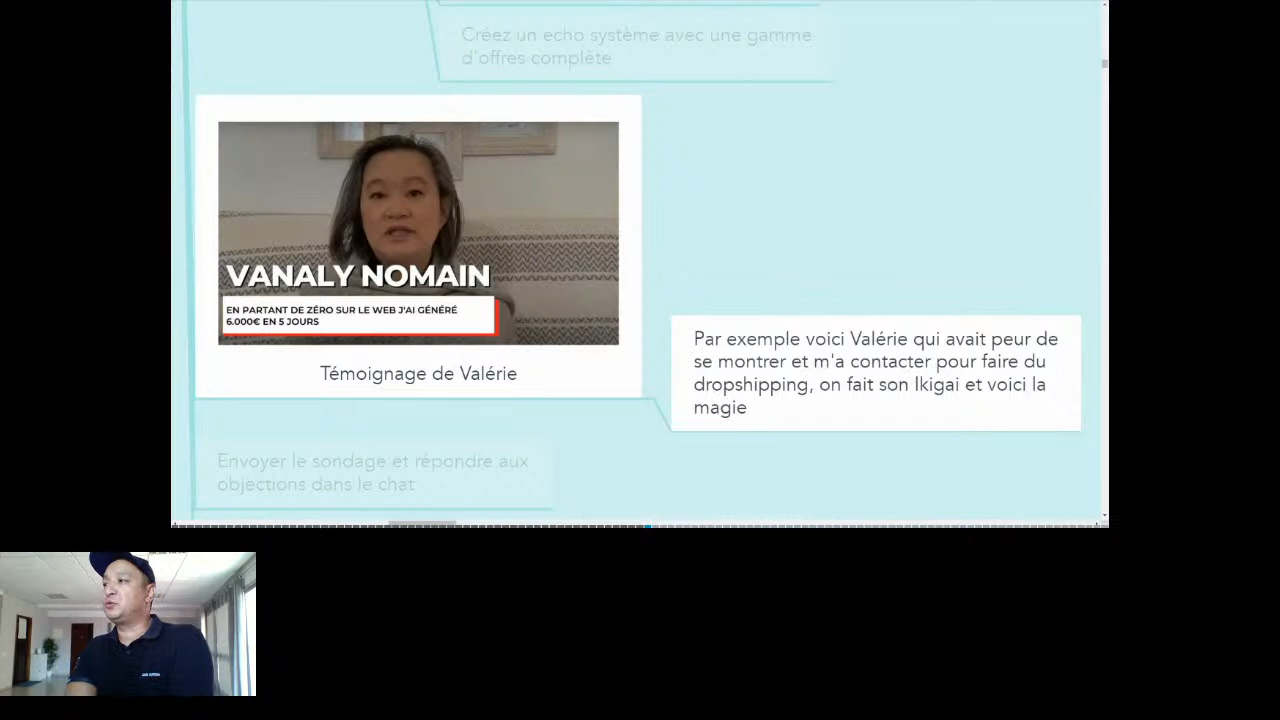 Créez un echo système avec une gamme
d'offres complète
VANALY NOMAIN
EN PARTANT DE ZÉRO SUR LE WEB J'AI GÉNÉRÉ
6.000€ EN 5 JOURS
Témoignage de Valérie
Par exemple voici Valérie qui avait peur de
se montrer et m'a contacter pour faire du
dropshipping, on fait son Ikigai et voici la
magie
Envoyer le sondage et répondre aux
objections dans le chat